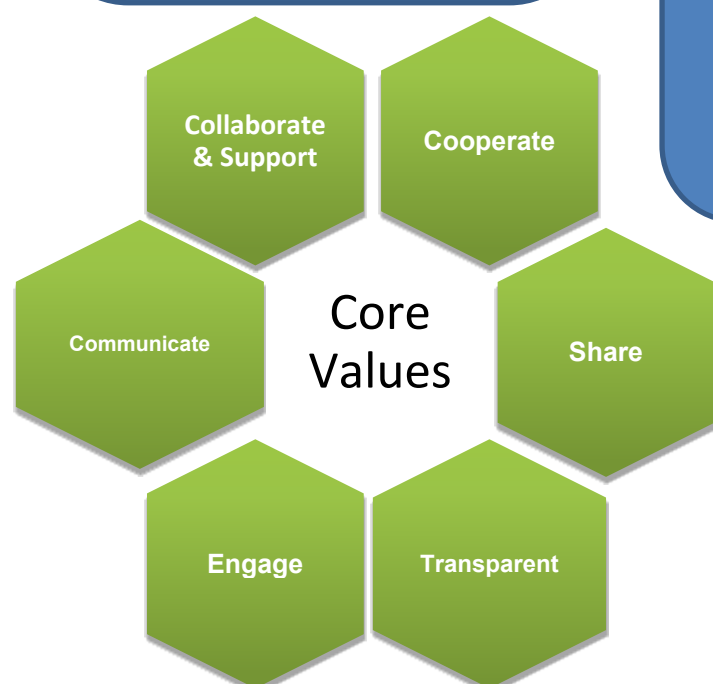 Collaborate
& Support
Cooperate
Core
Values
Communicate
Share
Engage
Transparent